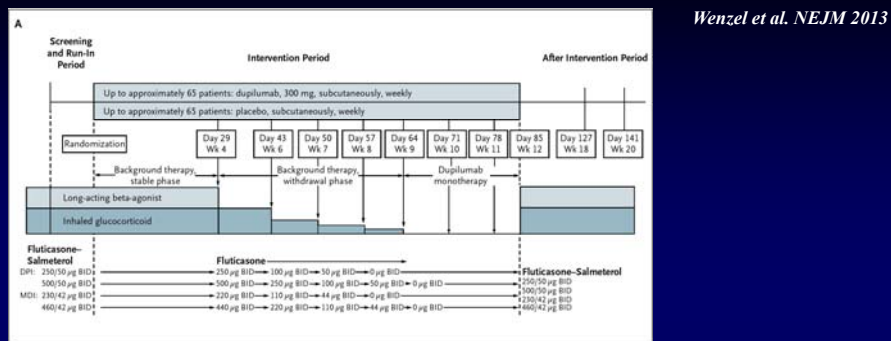 Wenzel et al. NEJM 2013
A
Screening and Run-In Period
Intervention Period
After Intervention Period
Up to approximately 65 patients: dupilumab, 300 mg, subcutaneously, weekly
Up to approximately 65 patients: placebo, subcutaneously, weekly
Randomization
Day 29 Wk 4
Day 43 Wk 6
Day 50 Wk 7
Day 57 Wk 8
Day 64 Wk 9
Day 71 Wk 10
Day 78 Wk 11
Day 85 Wk 12
Day 127 Wk 18
Day 141 Wk 20
Background therapy, stable phase
Background therapy, withdrawal phase
Dupilumab monotherapy
Long-acting beta-agonist
Inhaled glucocorticoid
Fluticasone–Salmeterol
Fluticasone
Fluticasone–Salmeterol
DPI: 250/50 µg BID 250 µg BID 100 µg BID 50 µg BID 0 µg BID 250/50 µg BID
500/50 µg BID 500 µg BID 250 µg BID 100 µg BID 50 µg BID 0 µg BID 500/50 µg BID
MDI: 230/42 µg BID 220 µg BID 110 µg BID 44 µg BID 0 µg BID 230/42 µg BID
460/42 µg BID 440 µg BID 220 µg BID 110 µg BID 44 µg BID 0 µg BID 460/42 µg BID